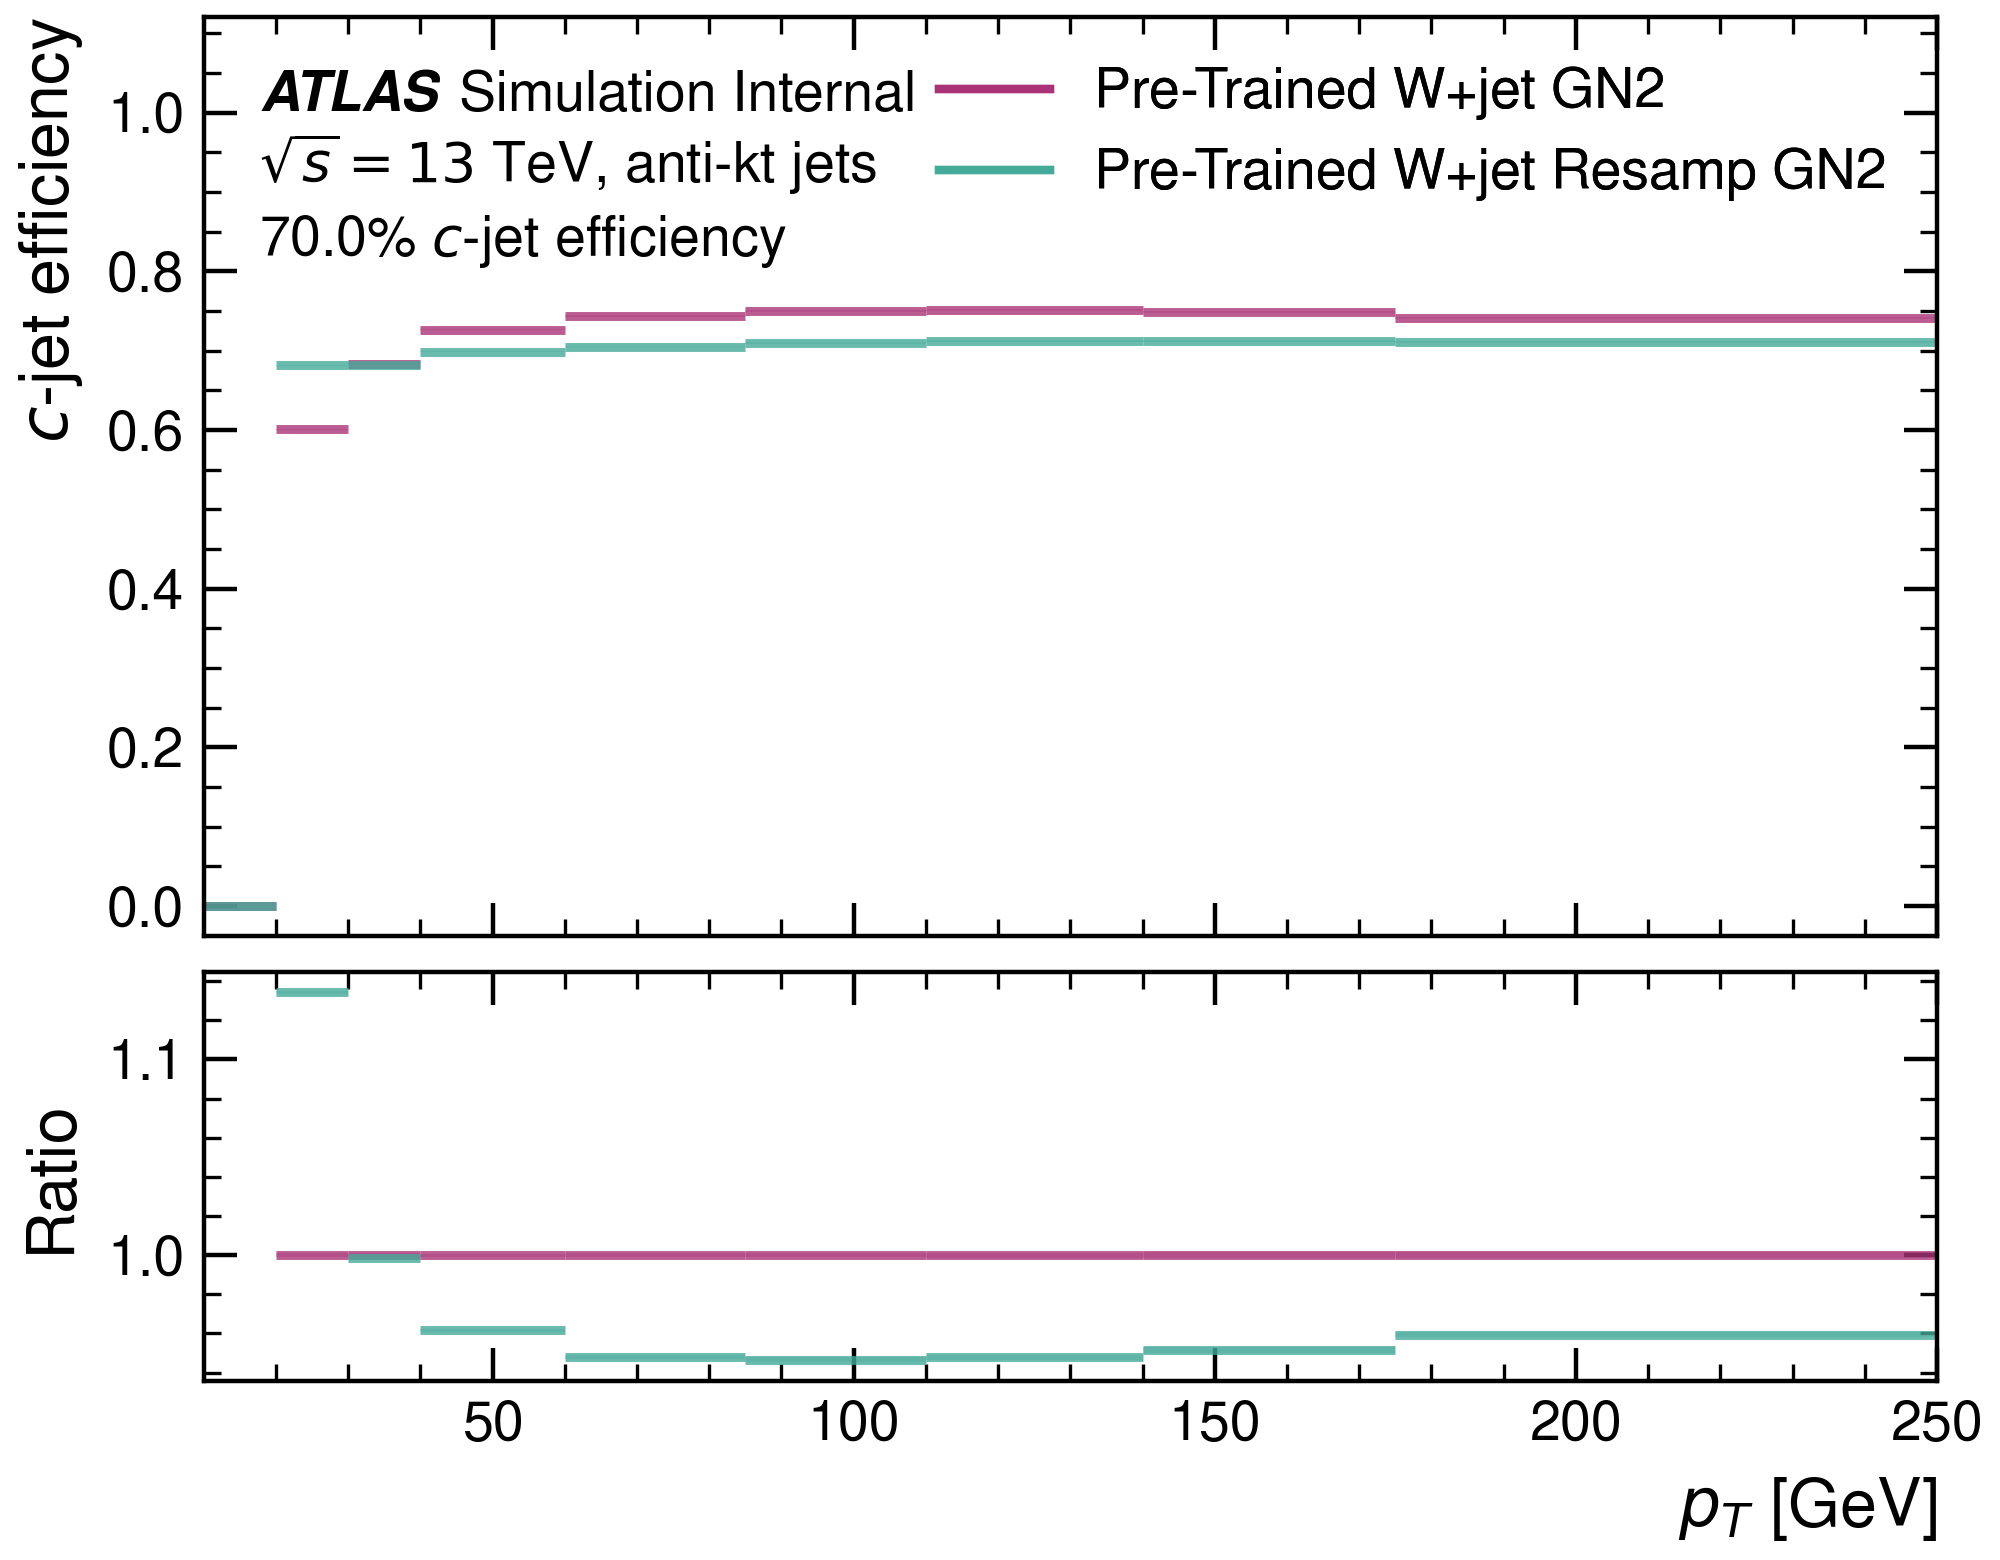 c-jet efficiency
ATLAS Simulation Internal
√s = 13 TeV, anti-kt jets
70.0% c-jet efficiency
Pre-Trained W+jet GN2
Pre-Trained W+jet Resamp GN2
1.0
0.8
0.6
0.4
0.2
0.0
Ratio
1.1
1.0
50 100 150 200 250
pT [GeV]